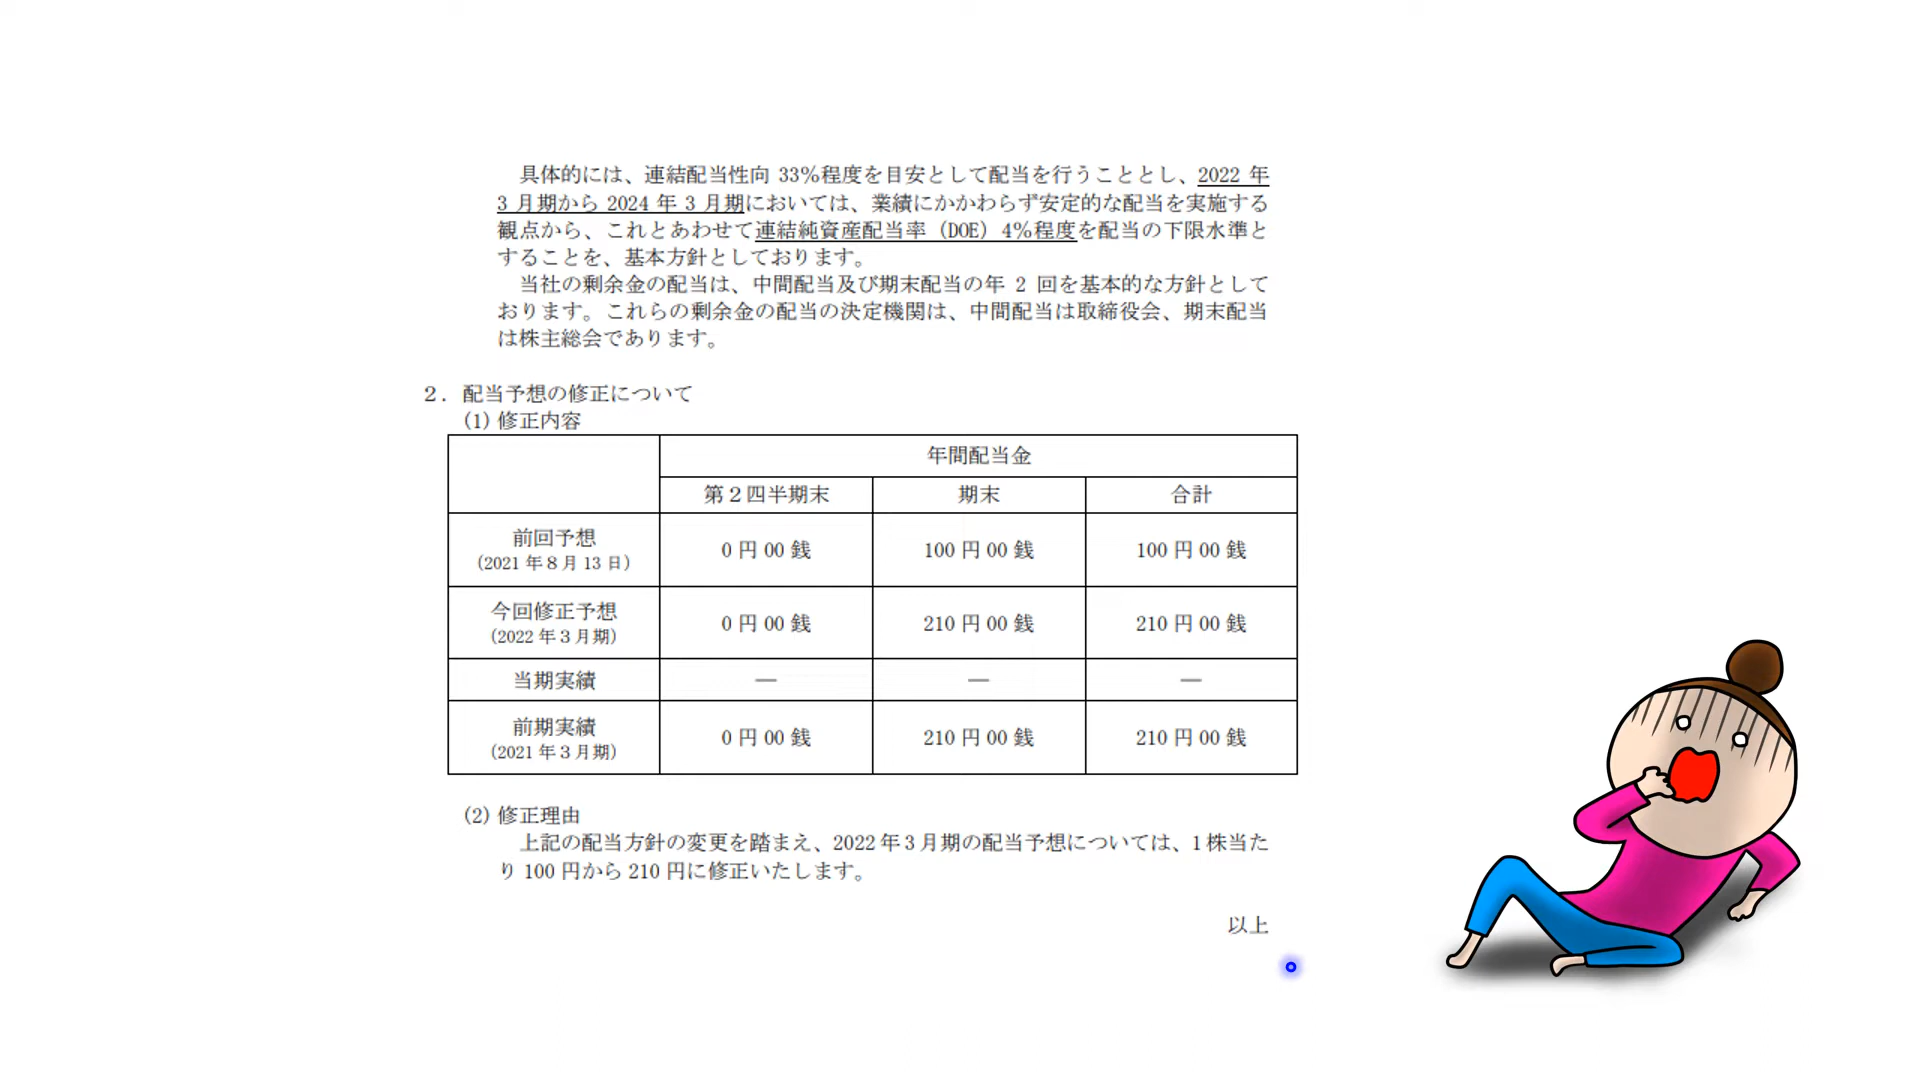 具体的には、連結配当性向 33％程度を目安として配当を行うこととし、2022 年
3 月期から 2024 年 3 月期においては、業績にかかわらず安定的な配当を実施する
観点から、これとあわせて連結純資産配当率（DOE）4％程度を配当の下限水準と
することを、基本方針としております。
当社の剰余金の配当は、中間配当及び期末配当の年 2 回を基本的な方針として
おります。これらの剰余金の配当の決定機関は、中間配当は取締役会、期末配当
は株主総会であります。
２．配当予想の修正について
(1) 修正内容
年間配当金
第２四半期末 期末 合計
前回予想
（2021 年８月 13 日）
0 円 00 銭 100 円 00 銭 100 円 00 銭
今回修正予想
（2022 年３月期）
0 円 00 銭 210 円 00 銭 210 円 00 銭
当期実績 ― ― ―
前期実績
（2021 年３月期）
0 円 00 銭 210 円 00 銭 210 円 00 銭
(2) 修正理由
上記の配当方針の変更を踏まえ、2022 年３月期の配当予想については、1 株当た
り 100 円から 210 円に修正いたします。
以上